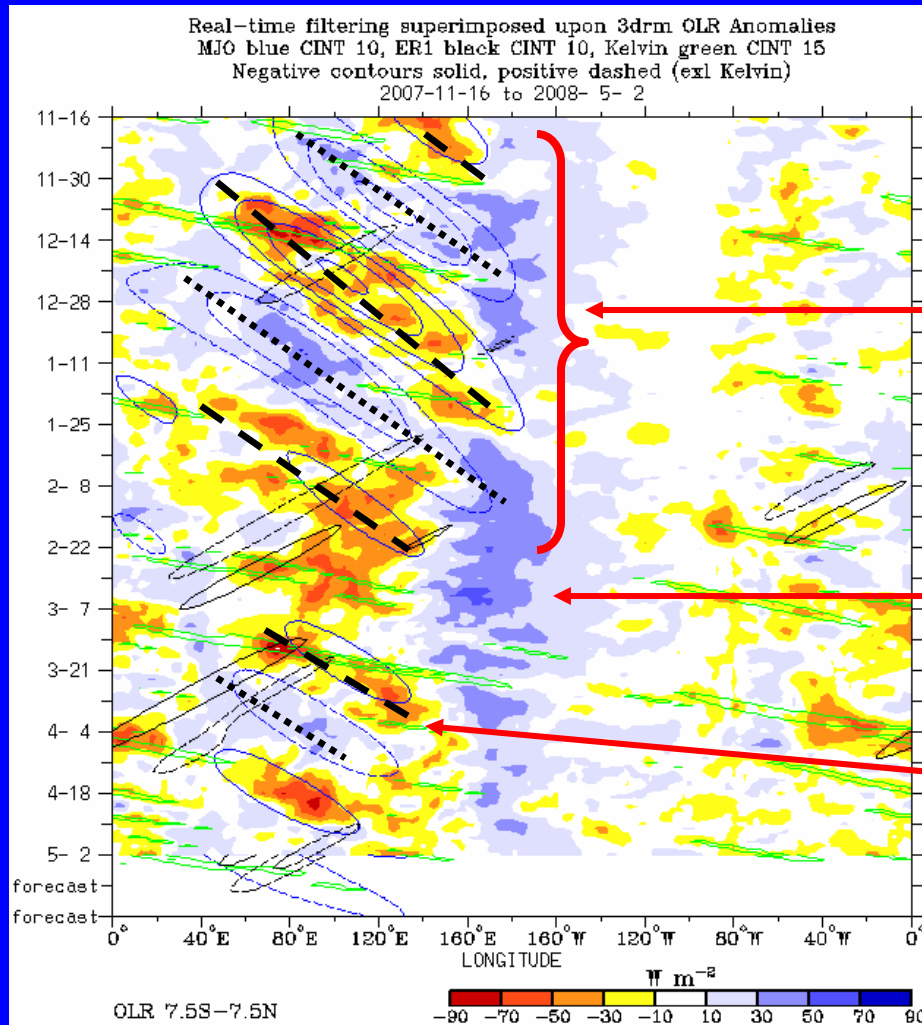 Real-time filtering superimposed upon 3drm OLR Anomalies
MJO blue CINT 10, ER1 black CINT 10, Kelvin green CINT 15
Negative contours solid, positive dashed (exl Kelvin)
2007-11-16 to 2008- 5- 2
11-16
11-30
12-14
12-28
1-11
1-25
2- 8
2-22
3- 7
3-21
4- 4
4-18
5- 2
forecast
forecast
0° 40°E 80°E 120°E 160°E 160°W 120°W 80°W 40°W 0
LONGITUDE
W m⁻²
OLR 7.5S-7.5N
-90 -70 -50 -30 -10 10 30 50 70 90